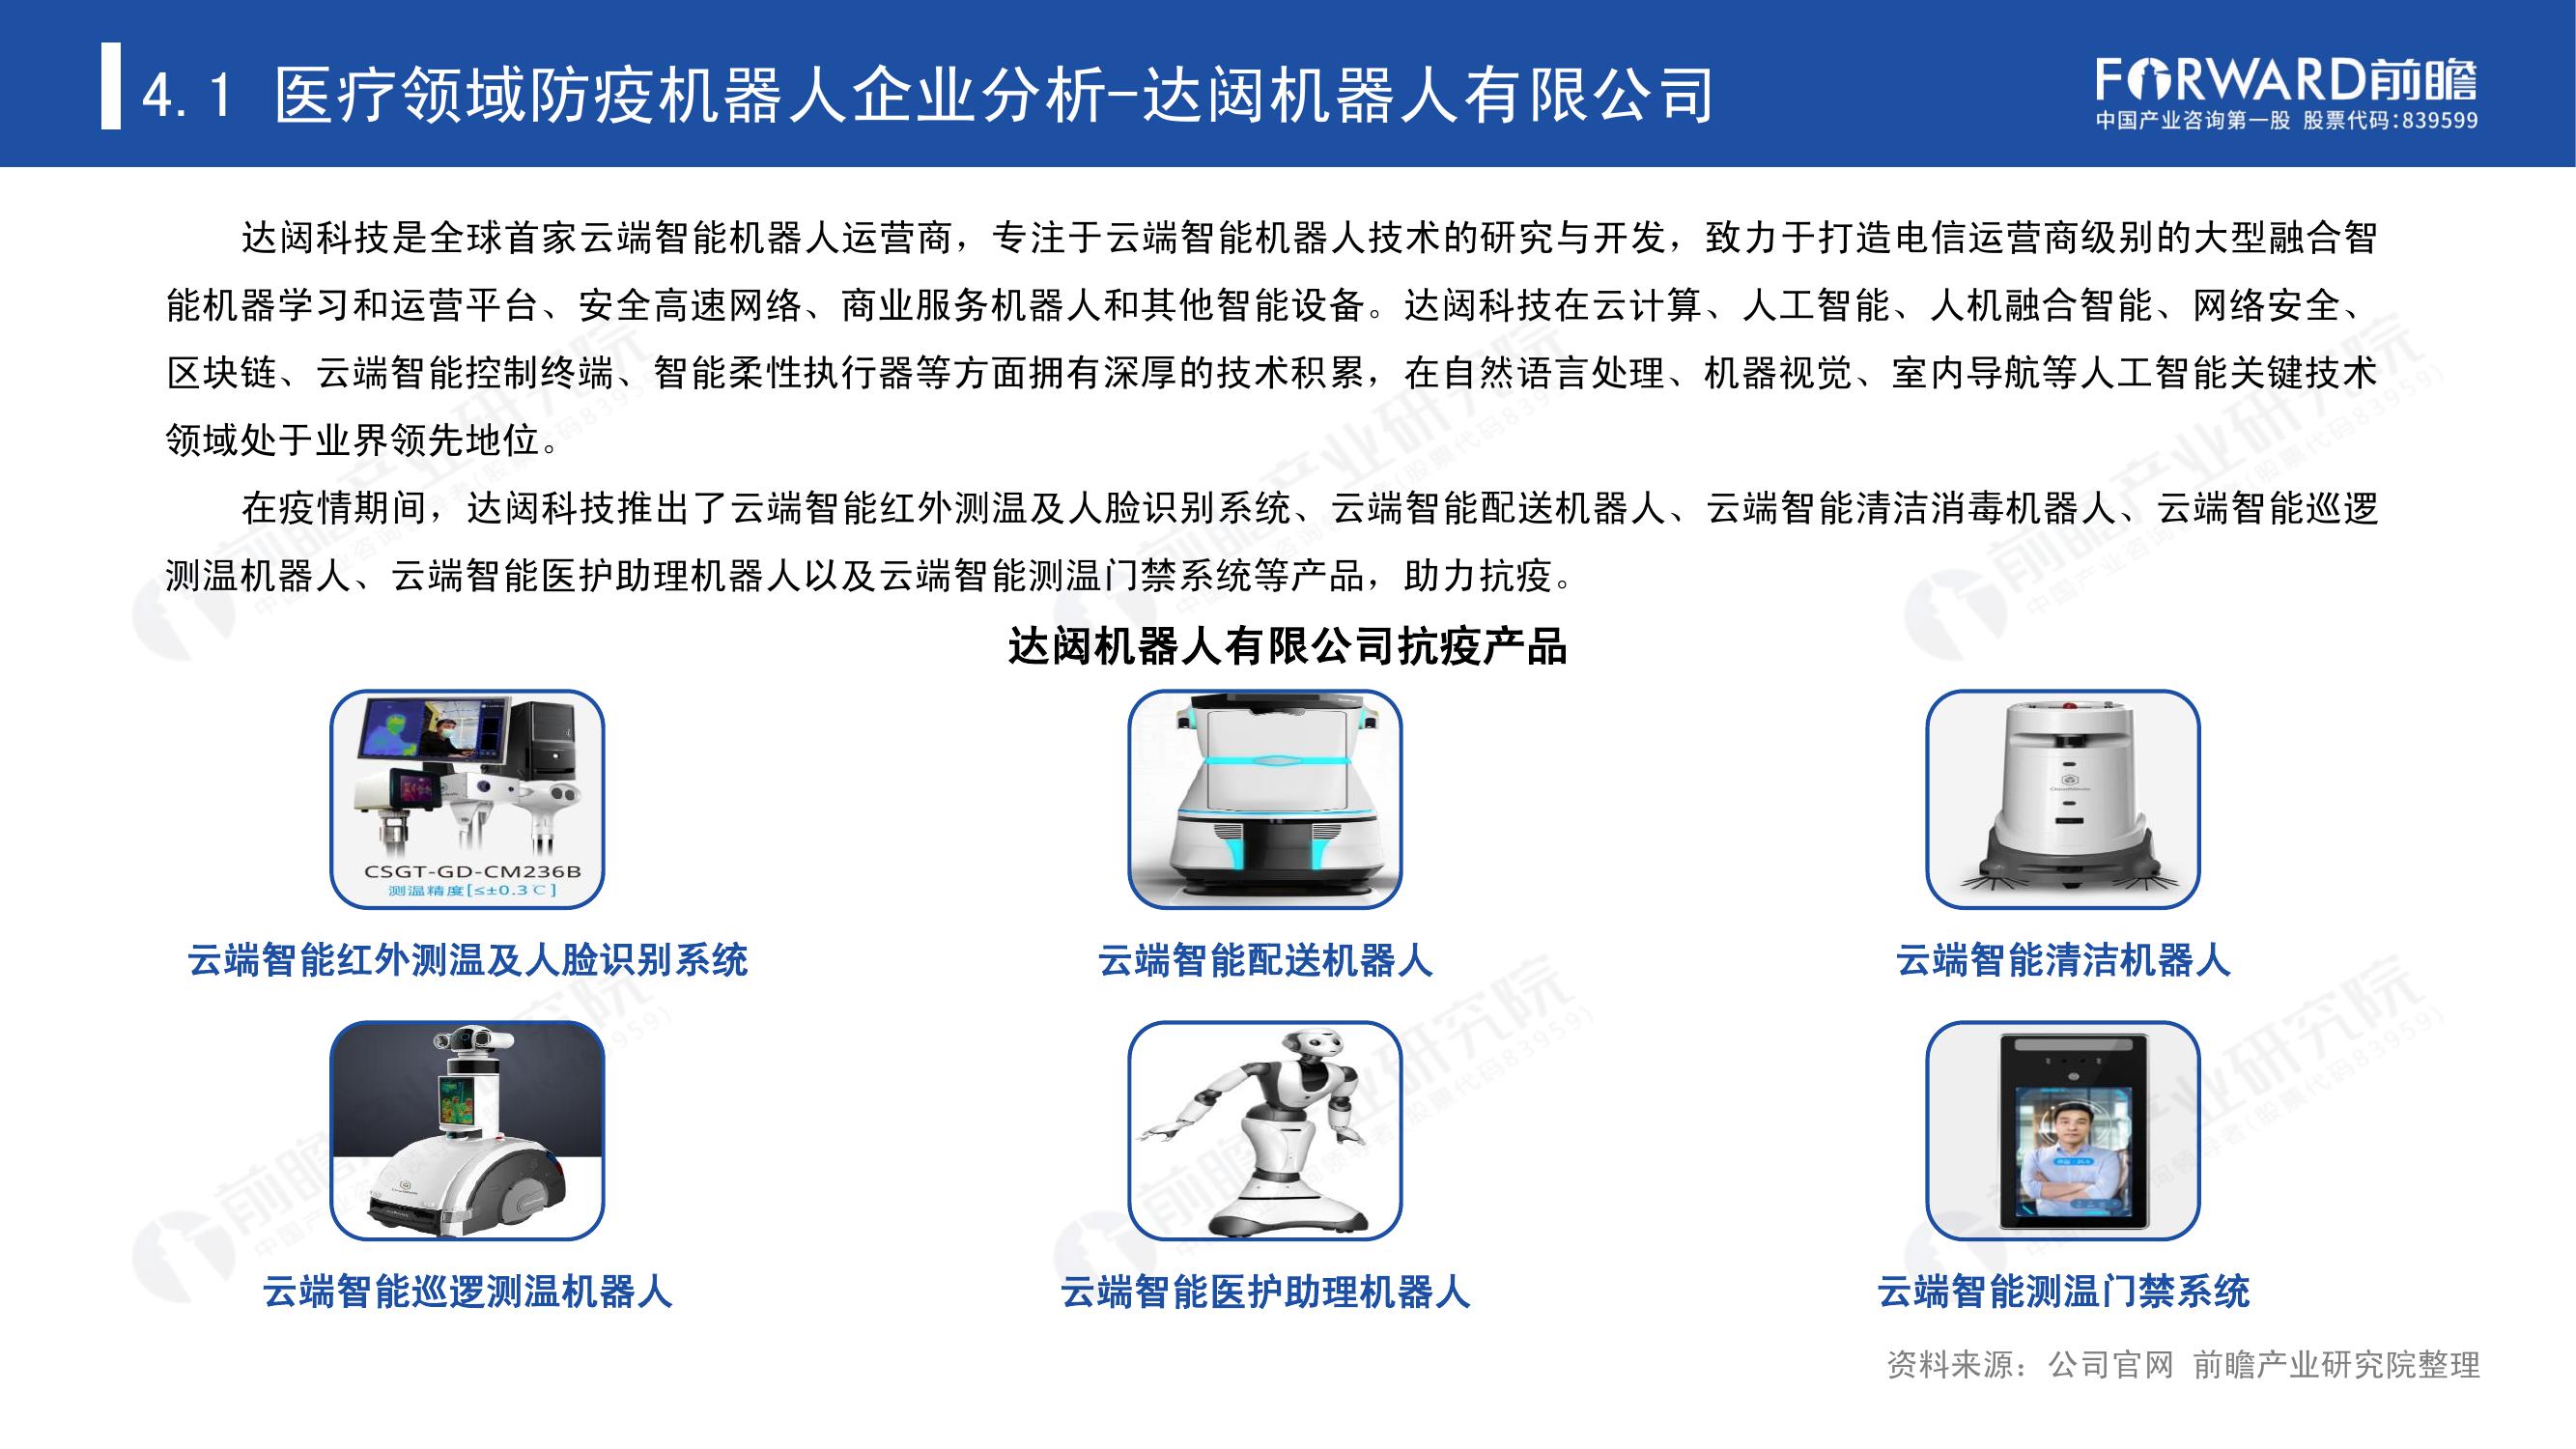 4.1 医疗领域防疫机器人企业分析-达闼机器人有限公司
FORWARD前瞻
中国产业咨询第一股 股票代码:839599
达闼科技是全球首家云端智能机器人运营商，专注于云端智能机器人技术的研究与开发，致力于打造电信运营商级别的大型融合智
能机器学习和运营平台、安全高速网络、商业服务机器人和其他智能设备。达闼科技在云计算、人工智能、人机融合智能、网络安全、
区块链、云端智能控制终端、智能柔性执行器等方面拥有深厚的技术积累，在自然语言处理、机器视觉、室内导航等人工智能关键技术
领域处于业界领先地位。
在疫情期间，达闼科技推出了云端智能红外测温及人脸识别系统、云端智能配送机器人、云端智能清洁消毒机器人、云端智能巡逻
测温机器人、云端智能医护助理机器人以及云端智能测温门禁系统等产品，助力抗疫。
达闼机器人有限公司抗疫产品
CSGT-GD-CM236B
测温精度[≤±0.3℃]
云端智能红外测温及人脸识别系统
云端智能配送机器人
云端智能清洁机器人
云端智能巡逻测温机器人
云端智能医护助理机器人
云端智能测温门禁系统
资料来源：公司官网 前瞻产业研究院整理